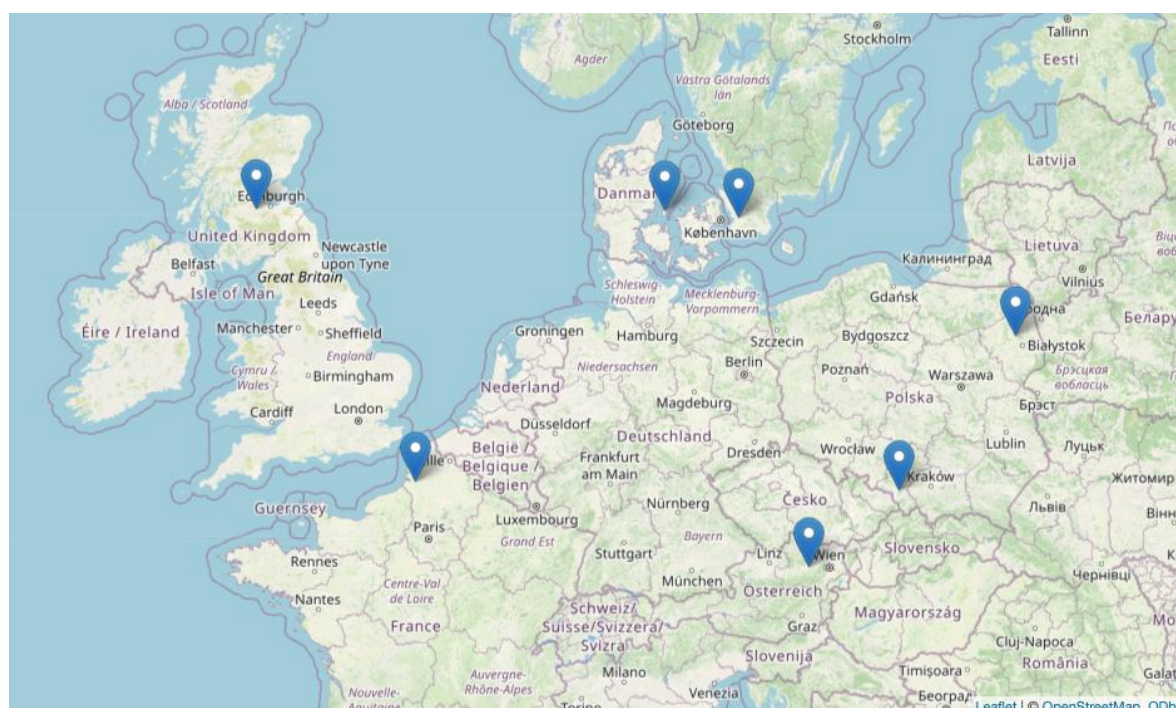 Stockholm
Tallinn
Eesti
Agder
Västra Götalands
län
Alba / Scotland
Göteborg
Latvija
Edinburgh
København
United Kingdom
Newcastle
upon Tyne
Belfast
Great Britain
Isle of Man
Lietuva
Vilnius
Калининград
Schleswig-
Holstein
Mecklenburg-
Vorpommern
Gdańsk
Leeds
Éire / Ireland
Manchester
Sheffield
Groningen
Hamburg
Szczecin
Bydgoszcz
Białystok
England
Birmingham
Cymru /
Wales
Niedersachsen
Berlin
Poznań
Warszawa
Брэсцкая
вобласць
Nederland
Cardiff
London
Magdeburg
Polska
Брэст
Düsseldorf
Deutschland
België
Belgique /
Belgien
Frankfurt
am Main
Dresden
Wrocław
Lublin
Луцьк
Kraków
Житомир
Guernsey
Luxembourg
Nürnberg
Česko
Львів
Paris
Grand Est
Bayern
Rennes
Stuttgart
Linz
Wien
Slovensko
München
Чернівці
Nantes
Centre-Val
de Loire
Österreich
France
Schweiz/
Suisse/Svizzera/
Svizra
Graz
Magyarország
Cluj-Napoca
Slovenija
Auvergne-
Rhône-Alpes
Milano
Timișoara
România
Nouvelle-
Venezia
Leaflet | © OpenStreetMap